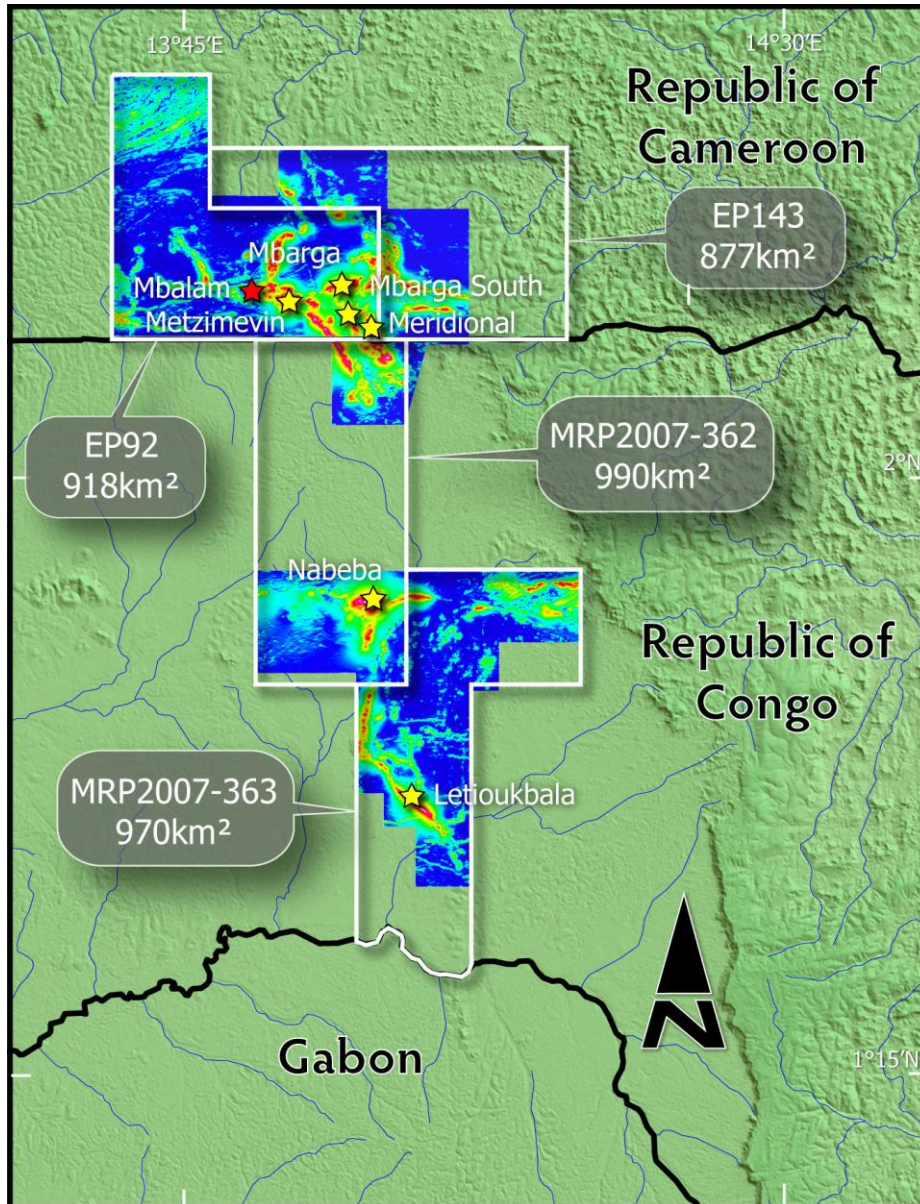 13°45'E
14°30'E
Republic of
Cameroon
EP143
877km²
Mbarga
Mbalam
Mbarga South
Metzimevin
Meridional
EP92
918km²
MRP2007-362
990km²
2°N
Nabeba
Republic of
Congo
MRP2007-363
970km²
Letioukbala
N
Gabon
1°15'N